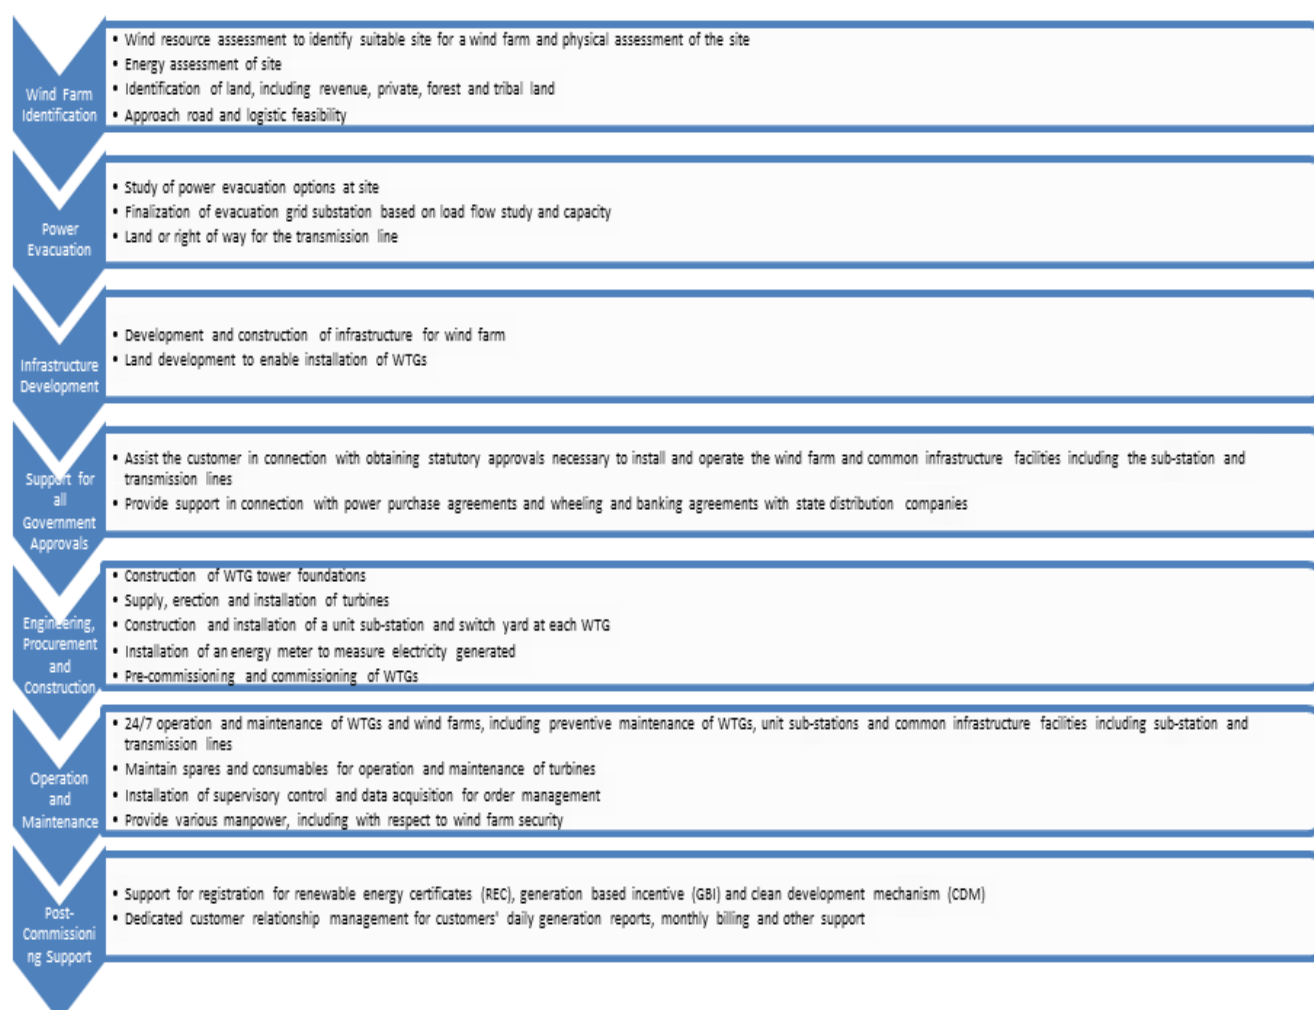 Wind Farm
Identification
• Wind resource assessment to identify suitable site for a wind farm and physical assessment of the site
• Energy assessment of site
• Identification of land, including revenue, private, forest and tribal land
• Approach road and logistic feasibility
Power
Evacuation
• Study of power evacuation options at site
• Finalization of evacuation grid substation based on load flow study and capacity
• Land or right of way for the transmission line
Infrastructure
Development
• Development and construction of infrastructure for wind farm
• Land development to enable installation of WTGs
Support for
all
Government
Approvals
• Assist the customer in connection with obtaining statutory approvals necessary to install and operate the wind farm and common infrastructure facilities including the sub-station and
transmission lines
• Provide support in connection with power purchase agreements and wheeling and banking agreements with state distribution companies
Engineering,
Procurement
and
Construction
• Construction of WTG tower foundations
• Supply, erection and installation of turbines
• Construction and installation of a unit sub-station and switch yard at each WTG
• Installation of an energy meter to measure electricity generated
• Pre-commissioning and commissioning of WTGs
Operation
and
Maintenance
• 24/7 operation and maintenance of WTGs and wind farms, including preventive maintenance of WTGs, unit sub-stations and common infrastructure facilities including sub-station and
transmission lines
• Maintain spares and consumables for operation and maintenance of turbines
• Installation of supervisory control and data acquisition for order management
• Provide various manpower, including with respect to wind farm security
Post-
Commissioni
ng Support
• Support for registration for renewable energy certificates (REC), generation based incentive (GBI) and clean development mechanism (CDM)
• Dedicated customer relationship management for customers' daily generation reports, monthly billing and other support